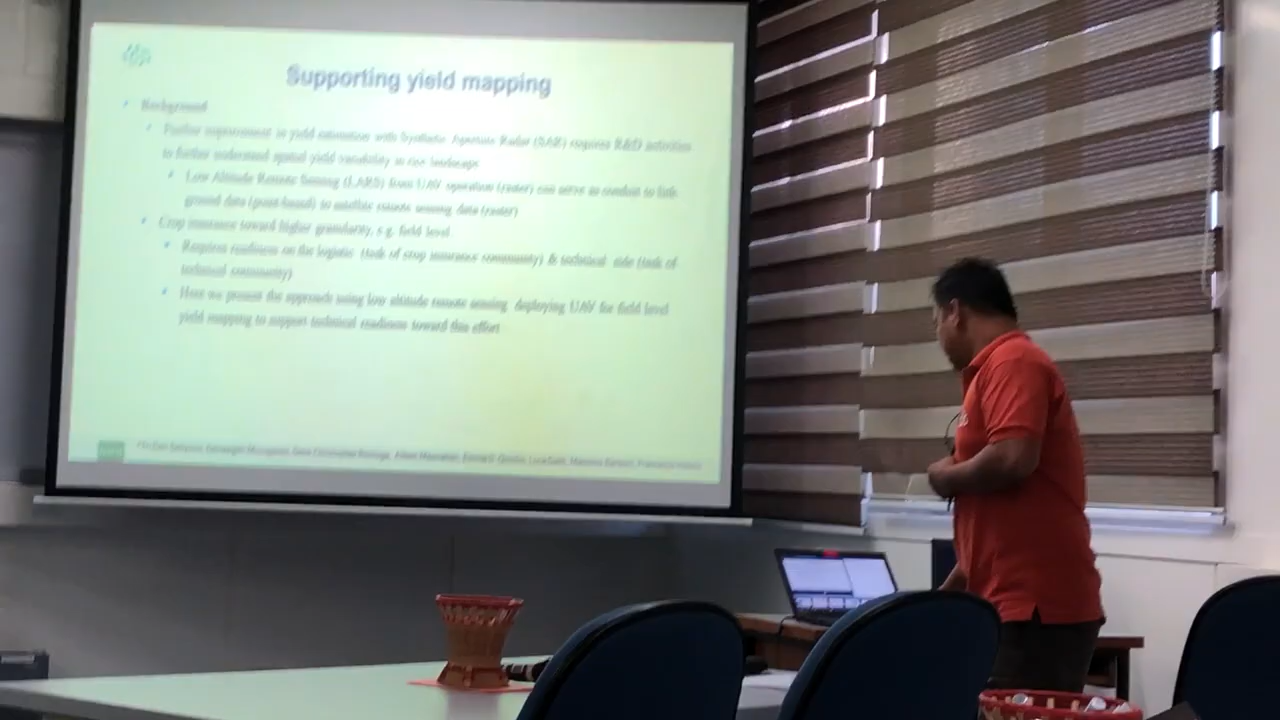 Supporting yield mapping
Background
Further improvement in yield estimation with Synthetic Aperture Radar (SAR) requires R&D activities
to further understand spatial yield variability in rice landscape
Low Altitude Remote Sensing (LARS) from UAV operation (raster) can serve as conduit to link
ground data (point-based) to satellite remote sensing data (raster)
Crop insurance toward higher granularity, e.g. field level
Requires readiness on the logistic (task of crop insurance community) & technical side (task of
technical community)
Here we present the approach using low altitude remote sensing deploying UAV for field level
yield mapping to support technical readiness toward this effort